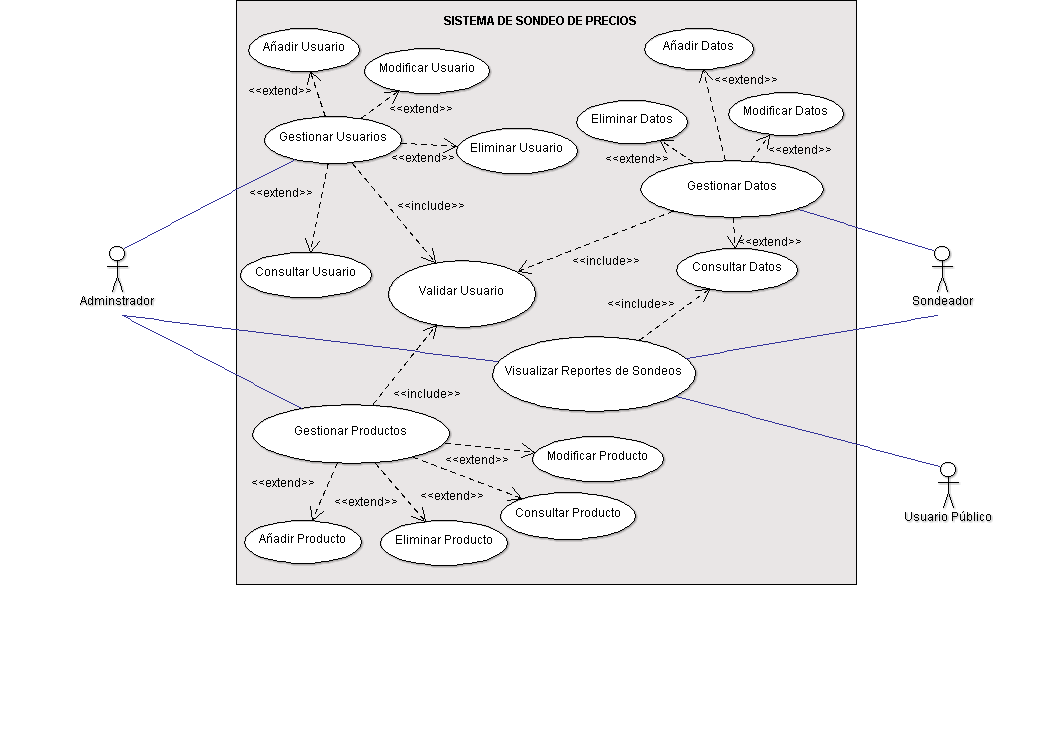 SISTEMA DE SONDEO DE PRECIOS
Añadir Usuario
Modificar Usuario
<<extend>>
<<extend>>
Gestionar Usuarios
Eliminar Usuario
<<extend>>
<<extend>>
<<include>>
Consultar Usuario
Validar Usuario
Añadir Datos
<<extend>>
Eliminar Datos
Modificar Datos
<<extend>>
<<extend>>
Gestionar Datos
<<extend>>
<<include>>
Consultar Datos
<<include>>
Adminstrador
Sondeador
Visualizar Reportes de Sondeos
<<include>>
Gestionar Productos
Modificar Producto
<<extend>>
<<extend>>
<<extend>>
<<extend>>
Consultar Producto
Añadir Producto
Eliminar Producto
Usuario Público